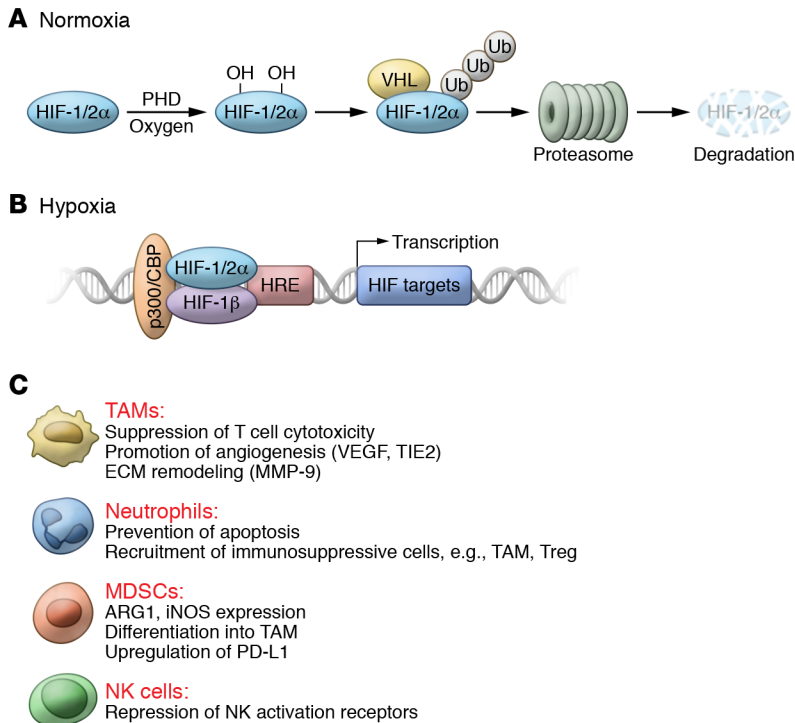 A Normoxia
OH OH
Ub
Ub
Ub
VHL
HIF-1/2α
PHD
Oxygen
HIF-1/2α
HIF-1/2α
Proteasome
HIF-1/2α
Degradation
B Hypoxia
p300/CBP
HIF-1/2α
HIF-1β
HRE
Transcription
HIF targets
C
TAMs:
Suppression of T cell cytotoxicity
Promotion of angiogenesis (VEGF, TIE2)
ECM remodeling (MMP-9)
Neutrophils:
Prevention of apoptosis
Recruitment of immunosuppressive cells, e.g., TAM, Treg
MDSCs:
ARG1, iNOS expression
Differentiation into TAM
Upregulation of PD-L1
NK cells:
Repression of NK activation receptors